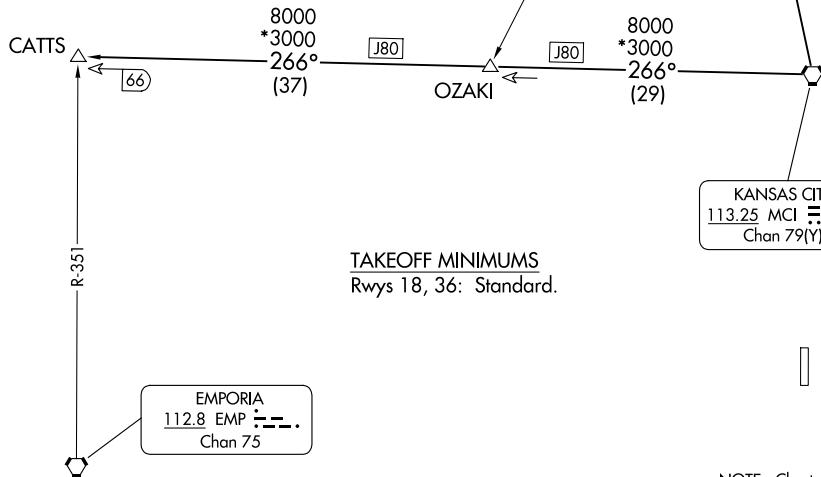 8000
*3000
266°
(37)
J80
CATTS
66
OZAKI
J80
8000
*3000
266°
(29)
113.25 MCI
Chan 79(Y)
R-351
TAKEOFF MINIMUMS
Rwys 18, 36: Standard.
EMPORIA
112.8 EMP
Chan 75
KANSAS CIT
NOTE: